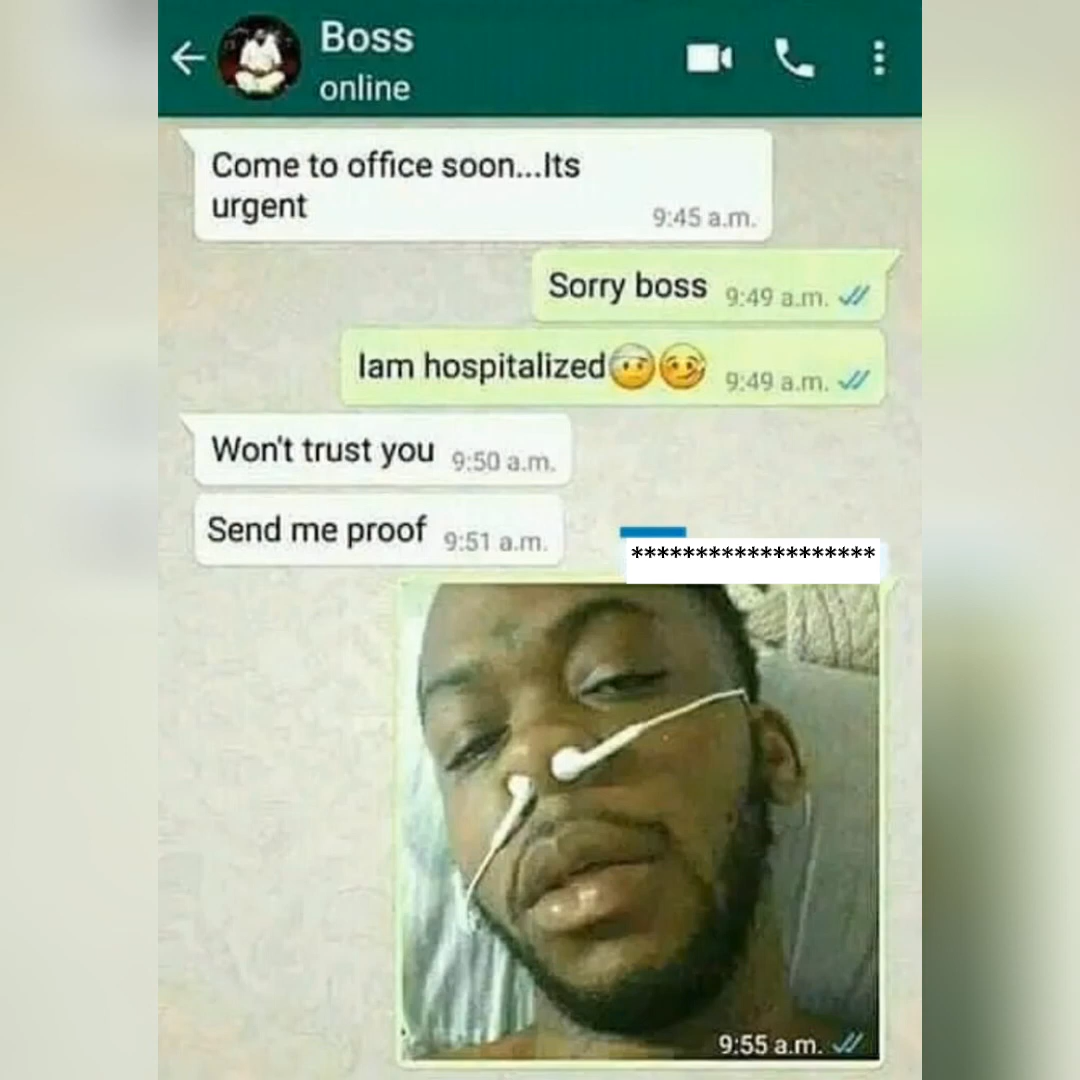 Boss
online
Come to office soon...Its
urgent
9:45 a.m.
Sorry boss 9:49 a.m.
Iam hospitalized🤕🤒 9:49 a.m.
Won't trust you 9:50 a.m.
Send me proof 9:51 a.m.
*******************
9:55 a.m.